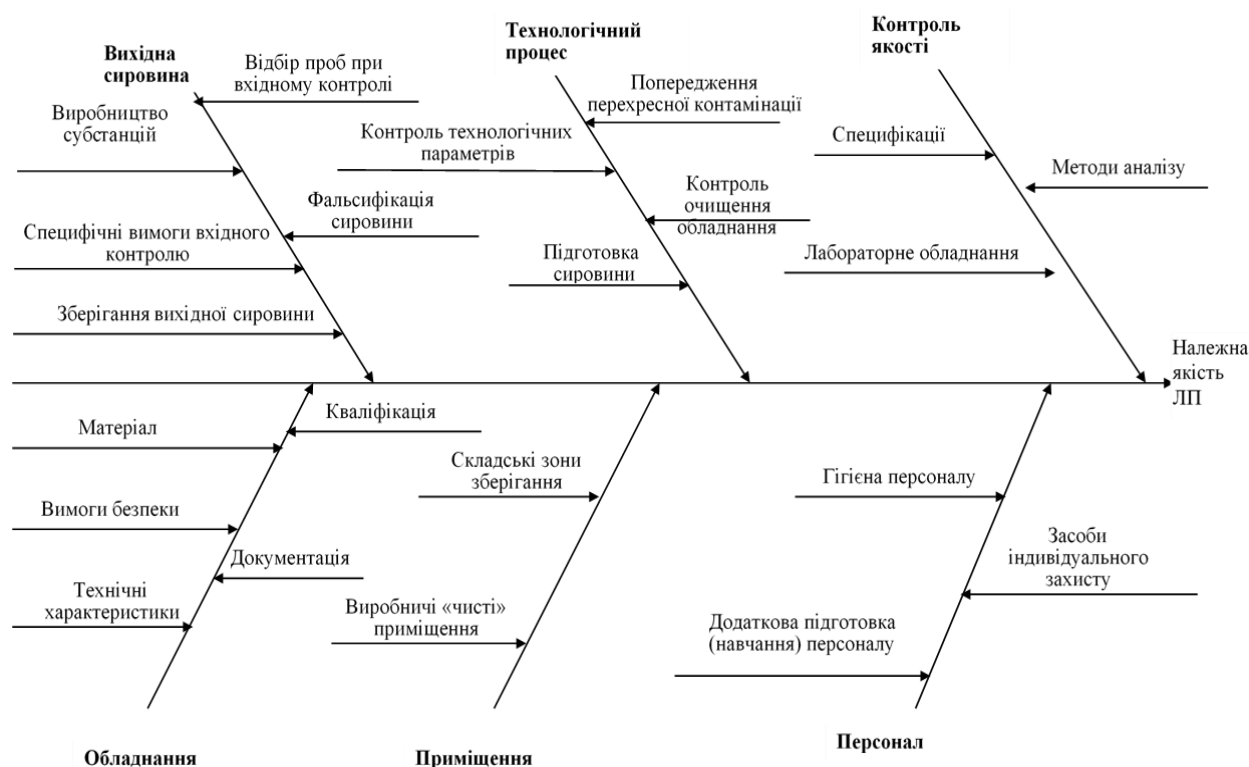 Вихідна
сировина
Відбір проб при
вхідному контролі
Виробництво
субстанцій
Фальсифікація
сировини
Специфічні вимоги вхідного
контролю
Зберігання вихідної сировини
Технологічний
процес
Попередження
перехресної контамінації
Контроль технологічних
параметрів
Контроль
очищення
обладнання
Підготовка
сировини
Контроль
якості
Специфікації
Методи аналізу
Лабораторне обладнання
Належна
якість
ЛП
Кваліфікація
Матеріал
Вимоги безпеки
Документація
Технічні
характеристики
Обладнання
Складські зони
зберігання
Виробничі «чисті»
приміщення
Приміщення
Гігієна персоналу
Засоби
індивідуального
захисту
Додаткова підготовка
(навчання) персоналу
Персонал